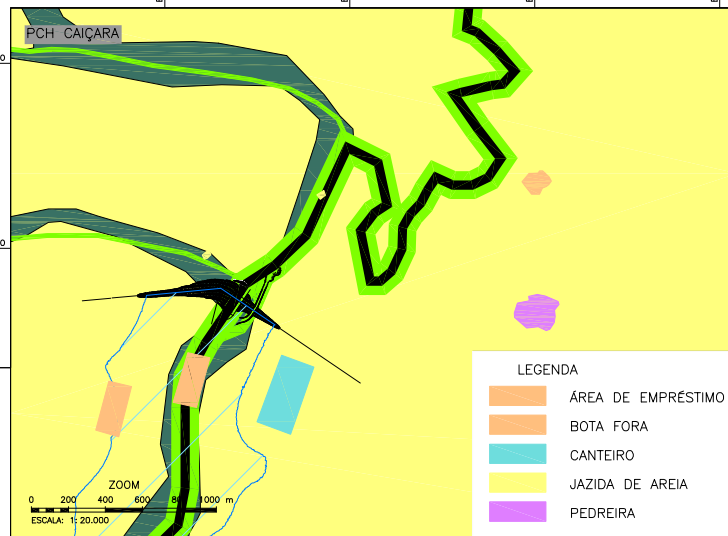 PCH CAIÇARA
LEGENDA
ÁREA DE EMPRÉSTIMO
BOTA FORA
CANTEIRO
JAZIDA DE AREIA
PEDREIRA
ZOOM
0 200 400 600 800 1000 m
ESCALA: 1: 20.000